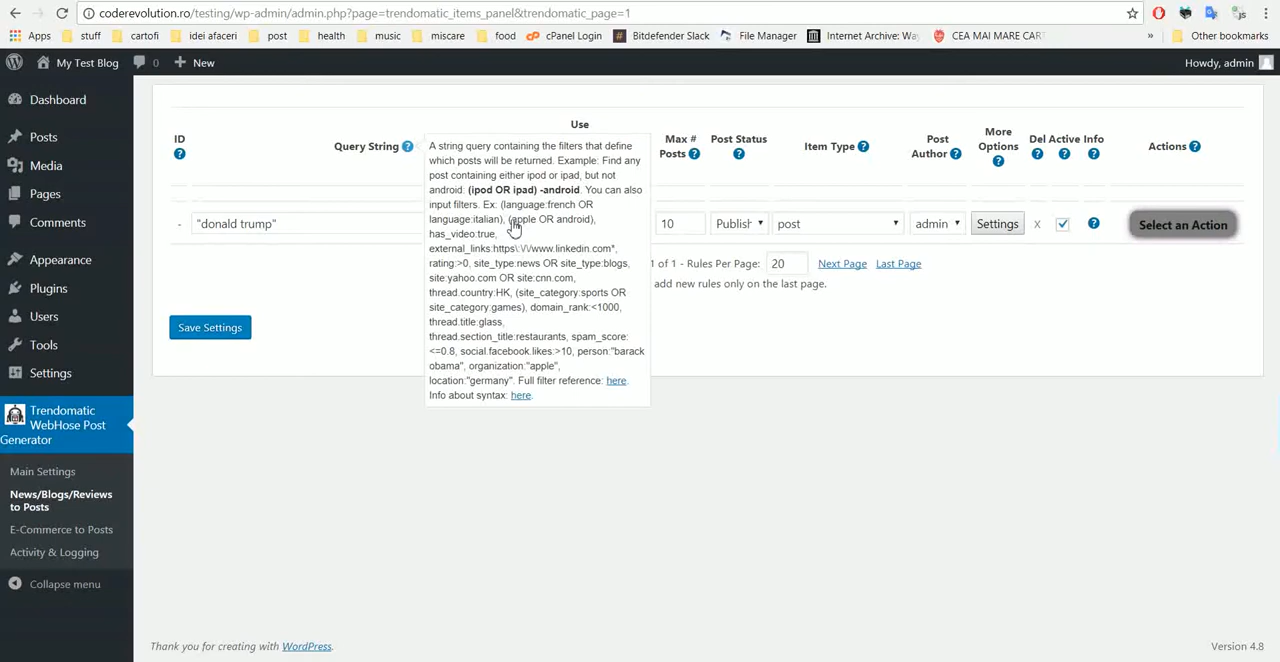 coderevolution.ro/testing/wp-admin/admin.php?page=trendomatic_items_panel&trendomatic_page=1
Apps stuff cartofi idei afaceri post health music miscare food cPanel Login Bitdefender Slack File Manager Internet Archive: Way CEA MAI MARE CART » Other bookmarks
My Test Blog 0 New Howdy, admin
Dashboard
Posts
Media
Pages
Comments
Appearance
Plugins
Users
Tools
Settings
Trendomatic
WebHose Post
Generator
Main Settings
News/Blogs/Reviews
to Posts
E-Commerce to Posts
Activity & Logging
Collapse menu
ID
?
Query String ?
Use
Max #
Posts ?
Post Status
?
Item Type ?
Post
Author ?
More
Options
?
Del Active Info
? ? ?
Actions ?
A string query containing the filters that define
which posts will be returned. Example: Find any
post containing either ipod or ipad, but not
android: (ipod OR ipad) -android. You can also
input filters. Ex: (language:french OR
language:italian), (apple OR android),
has_video:true,
external_links:https\:\/\/www.linkedin.com*,
rating:>0, site_type:news OR site_type:blogs,
site:yahoo.com OR site:cnn.com,
thread.country:HK, (site_category:sports OR
site_category:games), domain_rank:<1000,
thread.title:glass,
thread.section_title:restaurants, spam_score:
<=0.8, social.facebook.likes:>10, person:"barack
obama", organization:"apple",
location:"germany". Full filter reference: here.
Info about syntax: here.
- "donald trump" 10 Publish post admin Settings X ? Select an Action
1 of 1 - Rules Per Page: 20 Next Page Last Page
add new rules only on the last page.
Save Settings
Thank you for creating with WordPress. Version 4.8